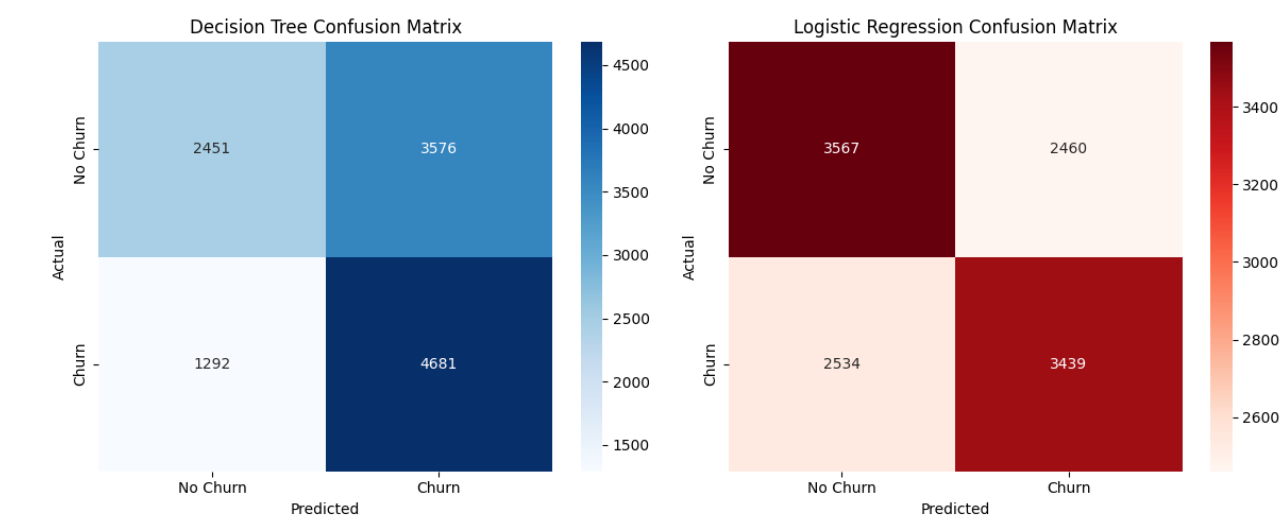 Decision Tree Confusion Matrix
No Churn
Churn
Actual
2451
3576
1292
4681
No Churn
Churn
Predicted
4500
4000
3500
3000
2500
2000
1500
Logistic Regression Confusion Matrix
No Churn
Churn
Actual
3567
2460
2534
3439
No Churn
Churn
Predicted
3400
3200
3000
2800
2600